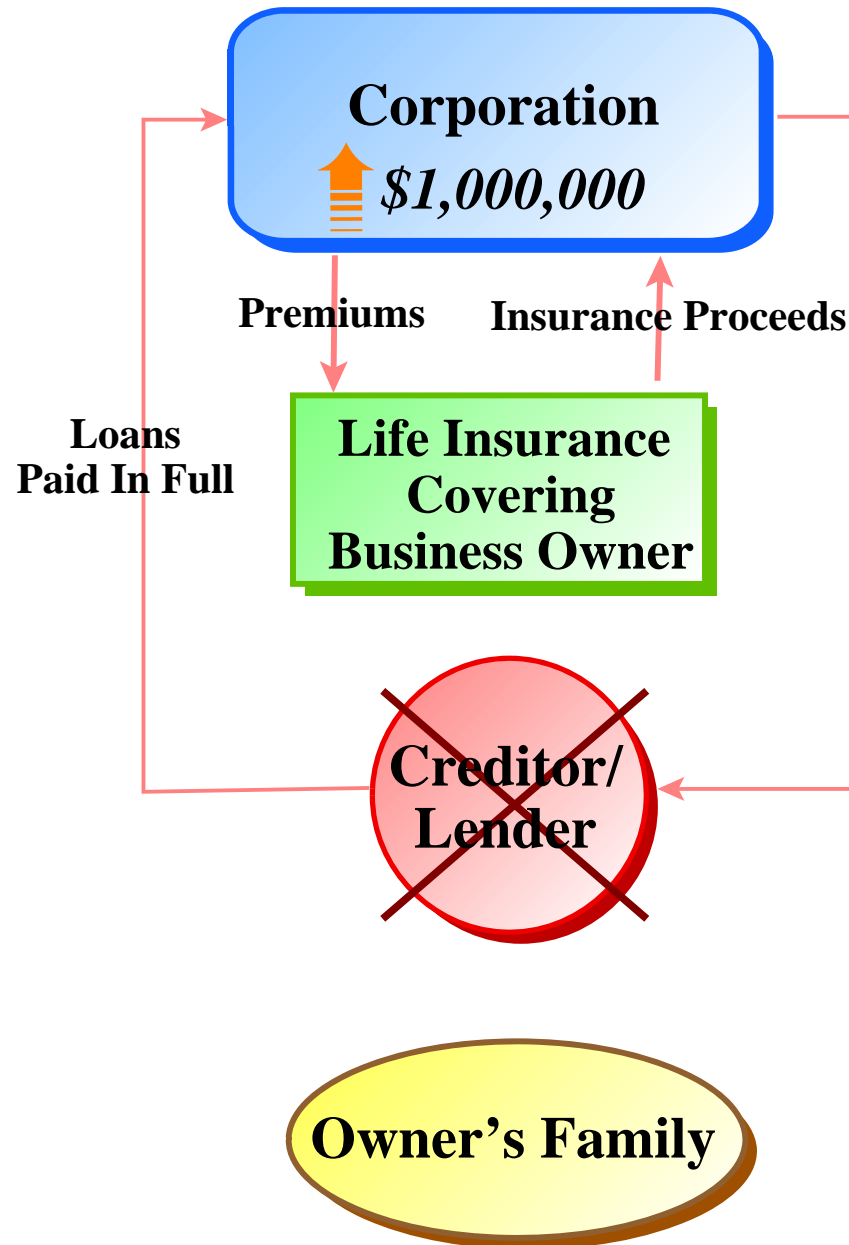 Corporation
$1,000,000
Premiums
Insurance Proceeds
Loans
Paid In Full
Life Insurance
Covering
Business Owner
Creditor/
Lender
Owner’s Family